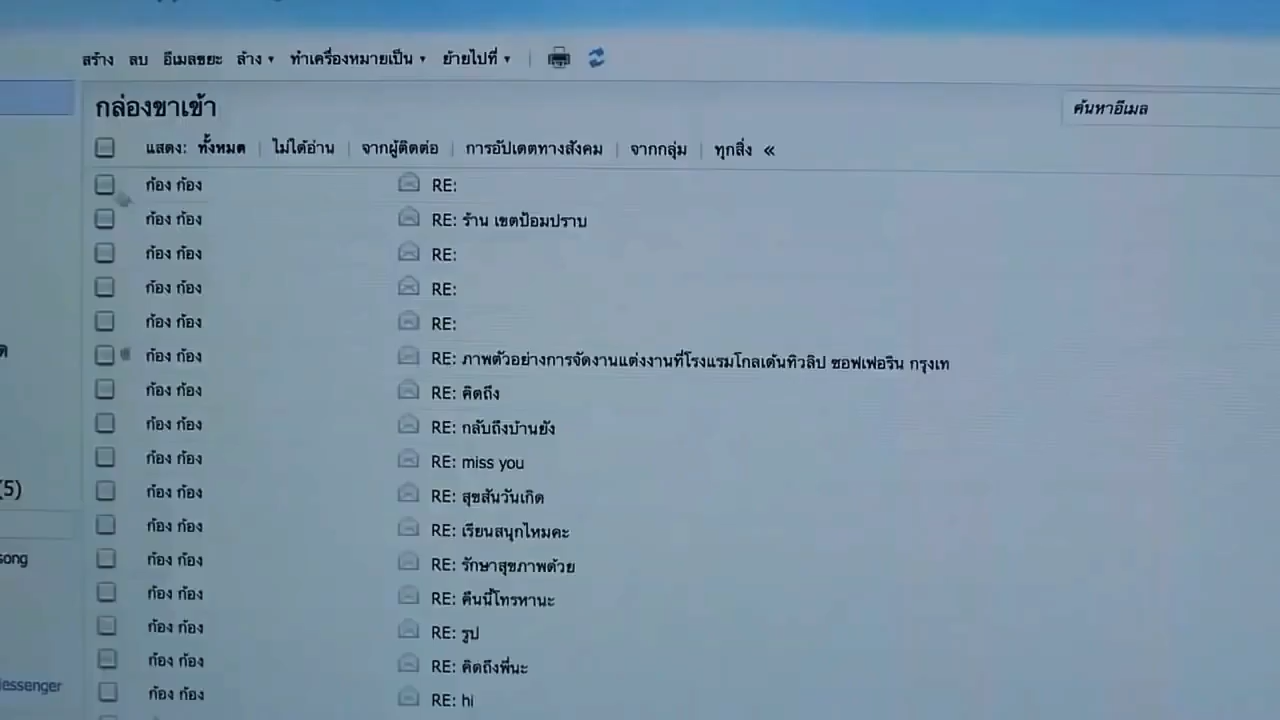 สร้าง ลบ อีเมลขยะ ล้าง ทำเครื่องหมายเป็น ย้ายไปที่
กล่องขาเข้า ค้นหาอีเมล
แสดง: ทั้งหมด | ไม่ได้อ่าน | จากผู้ติดต่อ | การอัปเดตทางสังคม | จากกลุ่ม | ทุกสิ่ง «
ก้อง ก้อง RE:
ก้อง ก้อง RE: ร้าน เขตป้อมปราบ
ก้อง ก้อง RE:
ก้อง ก้อง RE:
ก้อง ก้อง RE:
ก้อง ก้อง RE: ภาพตัวอย่างการจัดงานแต่งงานที่โรงแรมโกลเด้นทิวลิป ซอฟเฟอริน กรุงเท
ก้อง ก้อง RE: คิดถึง
ก้อง ก้อง RE: กลับถึงบ้านยัง
ก้อง ก้อง RE: miss you
(5) ก้อง ก้อง RE: สุขสันวันเกิด
ก้อง ก้อง RE: เรียนสนุกไหมคะ
song ก้อง ก้อง RE: รักษาสุขภาพด้วย
ก้อง ก้อง RE: คืนนี้โทรหานะ
ก้อง ก้อง RE: รูป
ก้อง ก้อง RE: คิดถึงพี่นะ
essenger ก้อง ก้อง RE: hi